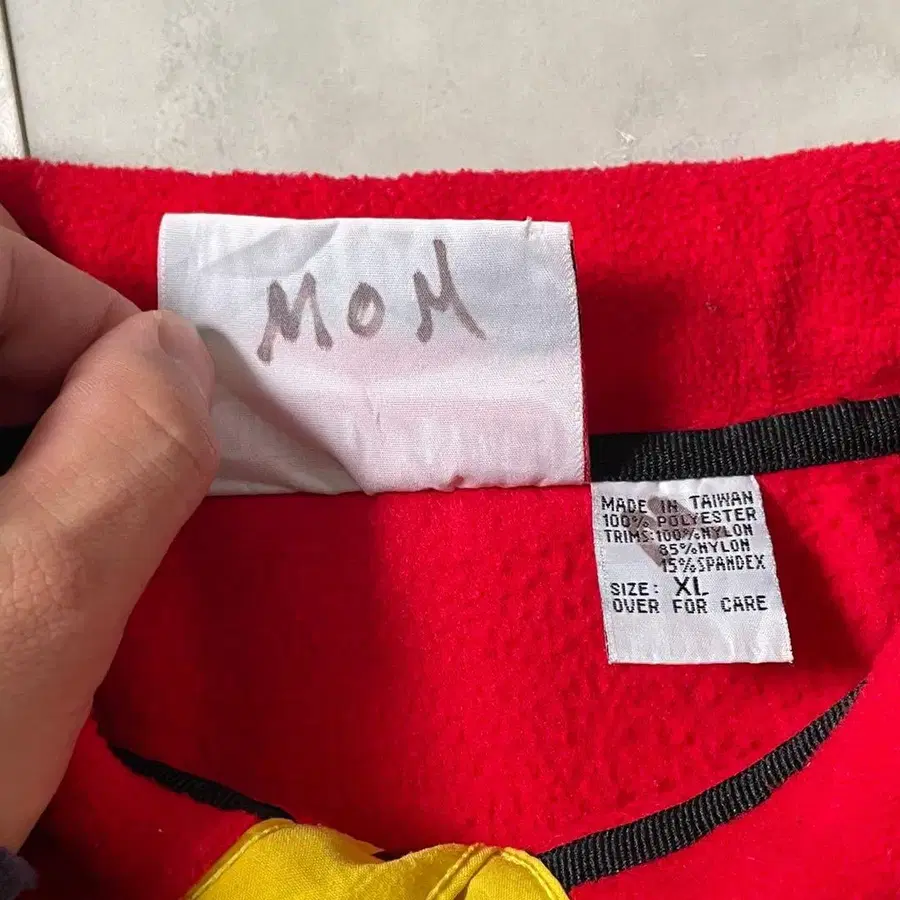 MOM
MADE IN TAIWAN
100% POLYESTER
TRIMS:100%NYLON
85%NYLON
15%SPANDEX
SIZE: XL
OVER FOR CARE